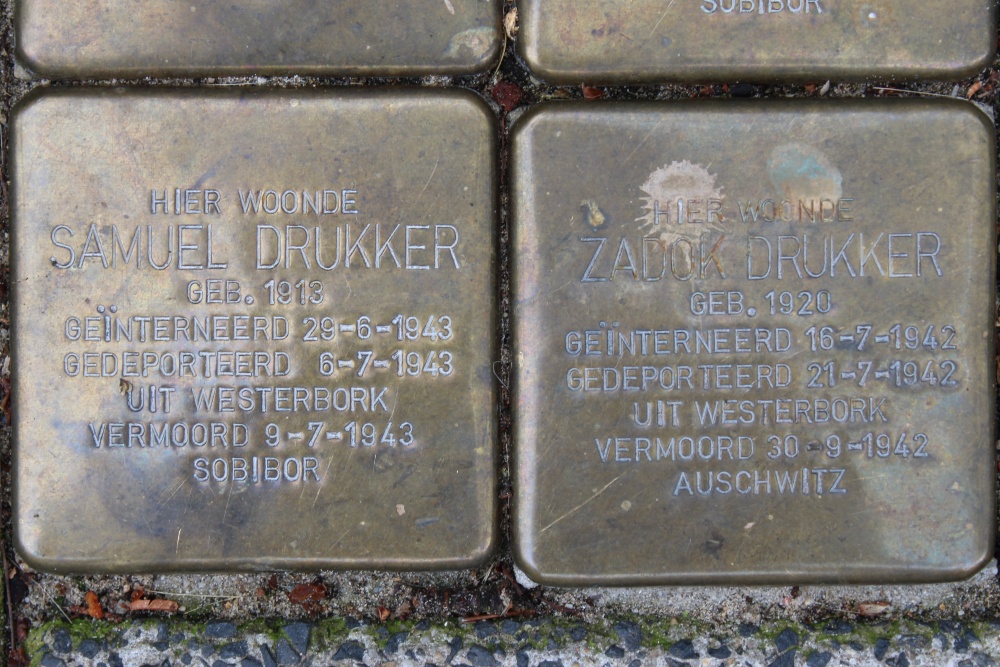 SOBIBOR
HIER WOONDE
SAMUEL DRUKKER
GEB. 1913
GEÏNTERNEERD 29-6-1943
GEDEPORTEERD 6-7-1943
UIT WESTERBORK
VERMOORD 9-7-1943
SOBIBOR
HIER WOONDE
ZADOK DRUKKER
GEB. 1920
GEÏNTERNEERD 16-7-1942
GEDEPORTEERD 21-7-1942
UIT WESTERBORK
VERMOORD 30-9-1942
AUSCHWITZ